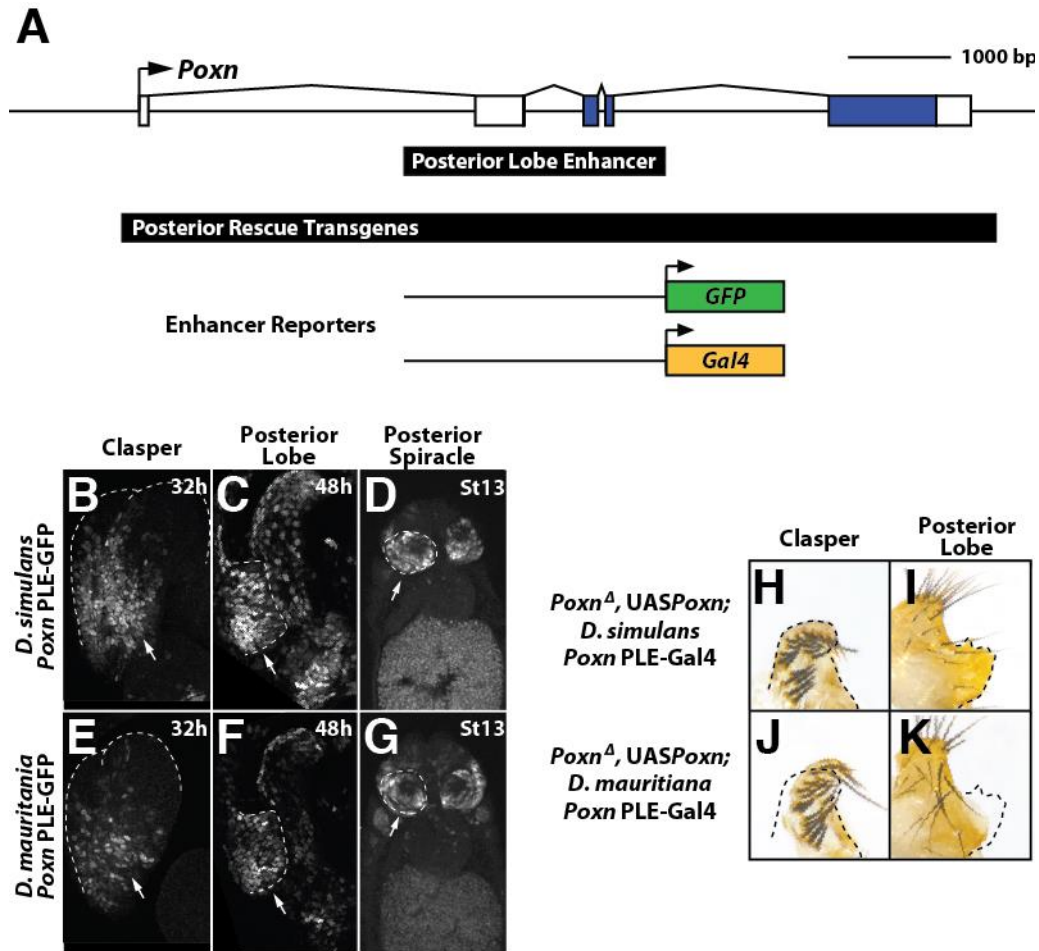 A
Poxn
1000 bp
Posterior Lobe Enhancer
Posterior Rescue Transgenes
Enhancer Reporters
GFP
Gal4
Clasper
Posterior
Lobe
Posterior
Spiracle
D. simulans
Poxn PLE-GFP
B
32h
C
48h
D
St13
D. mauritania
Poxn PLE-GFP
E
32h
F
48h
G
St13
Clasper
Posterior
Lobe
PoxnΔ, UASPoxn;
D. simulans
Poxn PLE-Gal4
H
I
PoxnΔ, UASPoxn;
D. mauritiana
Poxn PLE-Gal4
J
K